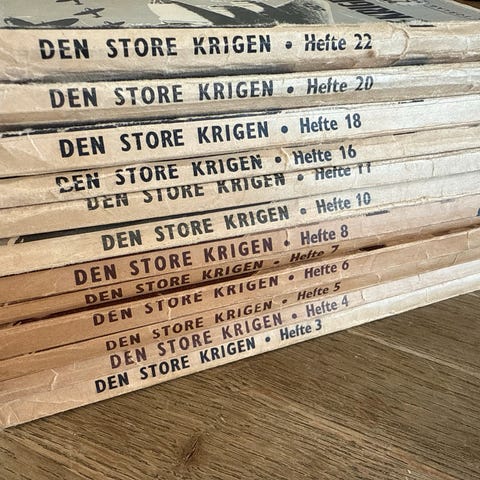 DEN STORE KRIGEN • Hefte 22
DEN STORE KRIGEN • Hefte 20
DEN STORE KRIGEN • Hefte 18
DEN STORE KRIGEN • Hefte 16
DEN STORE KRIGEN • Hefte 11
DEN STORE KRIGEN • Hefte 10
DEN STORE KRIGEN • Hefte 8
DEN STORE KRIGEN • Hefte 7
DEN STORE KRIGEN • Hefte 6
DEN STORE KRIGEN • Hefte 5
DEN STORE KRIGEN • Hefte 4
DEN STORE KRIGEN • Hefte 3